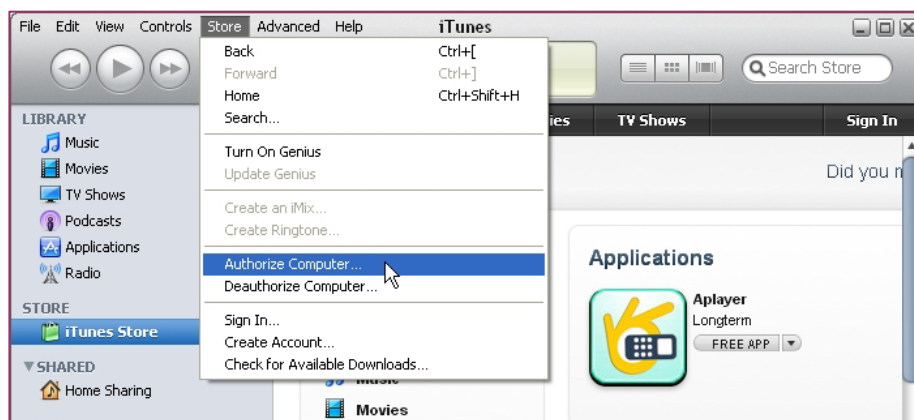 File Edit View Controls Store Advanced Help iTunes
Back Ctrl+[
Forward Ctrl+]
Home Ctrl+Shift+H
Search...
Turn On Genius
Update Genius
Create an iMix...
Create Ringtone...
Authorize Computer...
Deauthorize Computer...
Sign In...
Create Account...
Check for Available Downloads...
Search Store
LIBRARY
Music
Movies
TV Shows
Podcasts
Applications
Radio
STORE
iTunes Store
SHARED
Home Sharing
ies TV Shows Sign In
Did you
Applications
Aplayer
Longterm
FREE APP
Music
Movies